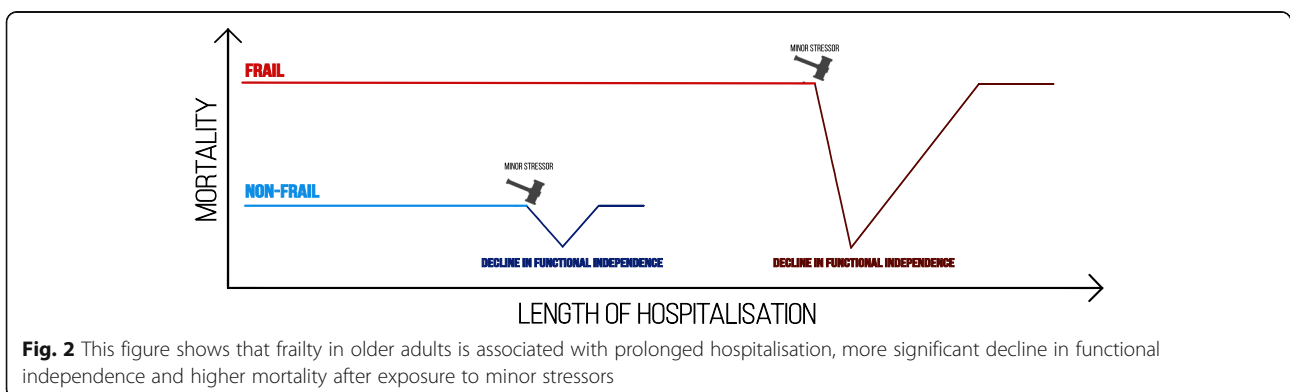 MINOR STRESSOR
FRAIL
MINOR STRESSOR
NON-FRAIL
MORTALITY
DECLINE IN FUNCTIONAL INDEPENDENCE
DECLINE IN FUNCTIONAL INDEPENDENCE
LENGTH OF HOSPITALISATION
Fig. 2 This figure shows that frailty in older adults is associated with prolonged hospitalisation, more significant decline in functional
independence and higher mortality after exposure to minor stressors